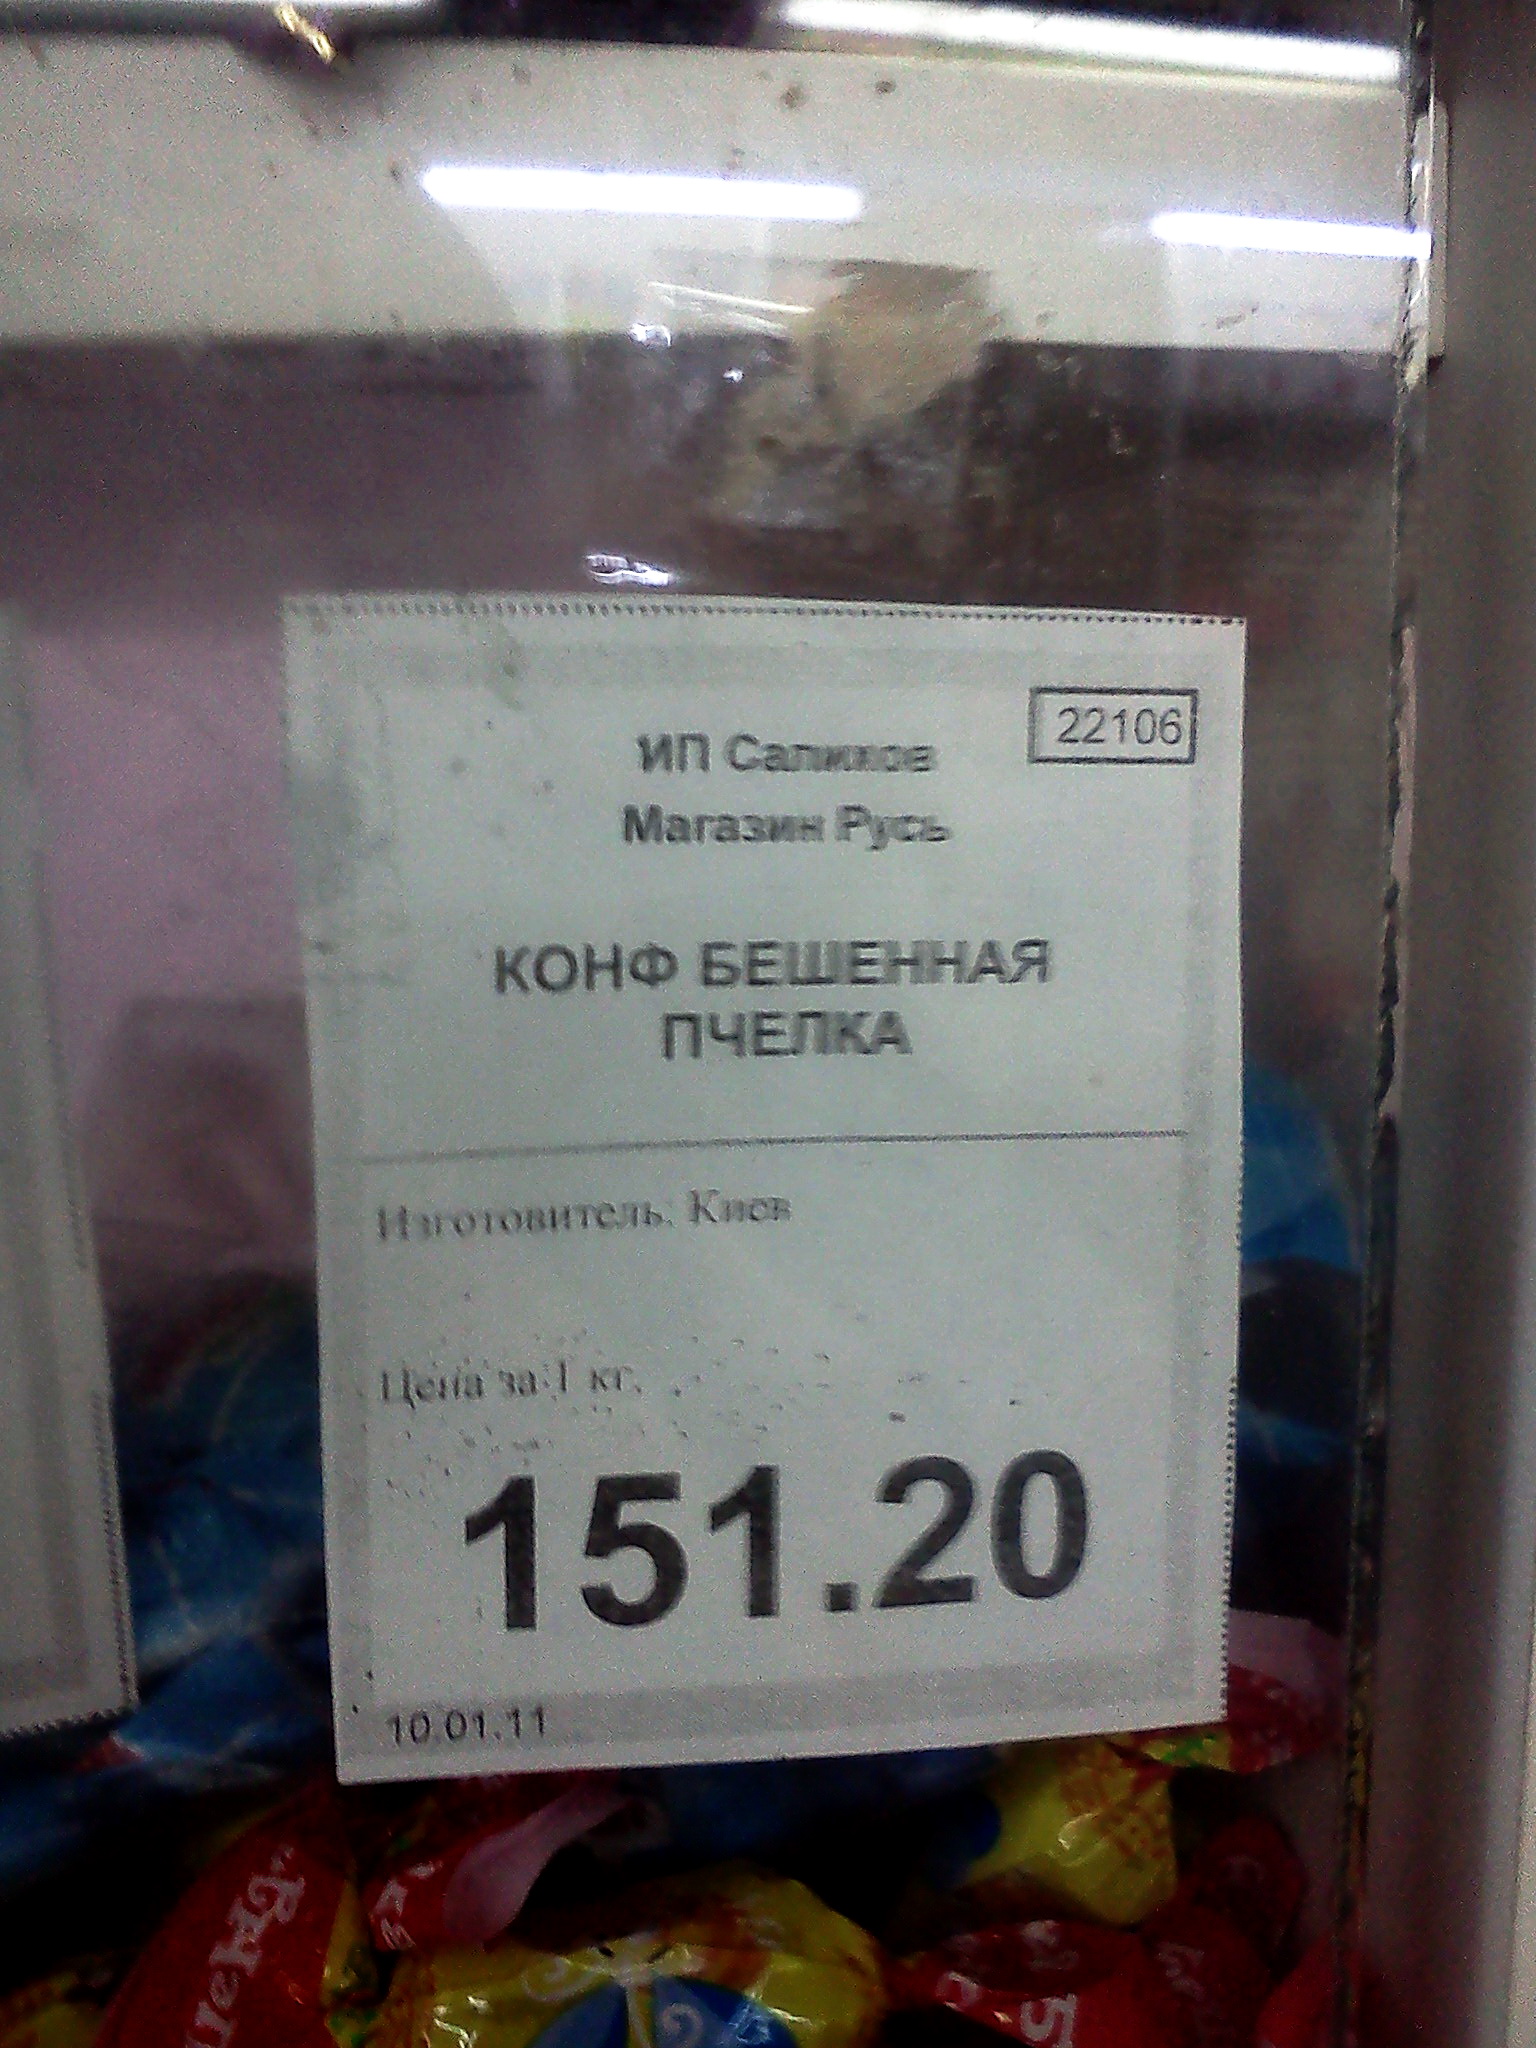 22106
ИП Салихов
Магазин Русь
КОНФ БЕШЕННАЯ
ПЧЕЛКА
Изготовитель: Киев
Цена за 1 кг.
151.20
10.01.11